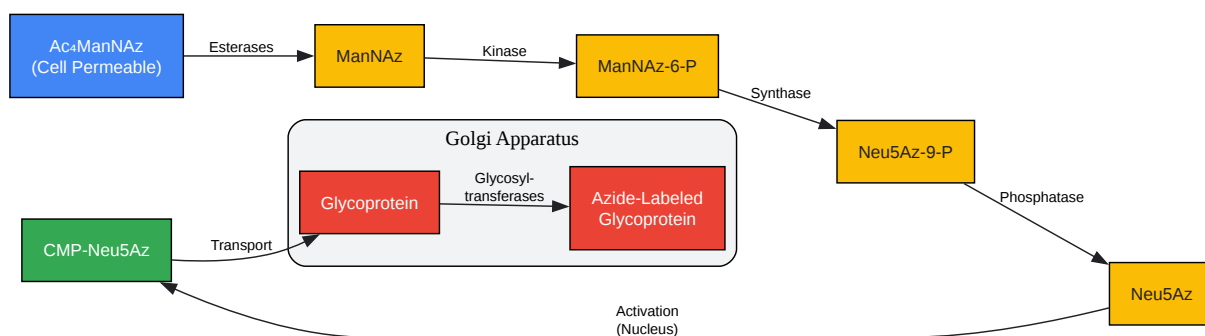 Ac₄ManNAz
(Cell Permeable)
Esterases
ManNAz
Kinase
ManNAz-6-P
Synthase
Neu5Az-9-P
Phosphatase
Neu5Az
Activation
(Nucleus)
CMP-Neu5Az
Transport
Golgi Apparatus
Glycoprotein
Glycosyl-
transferases
Azide-Labeled
Glycoprotein